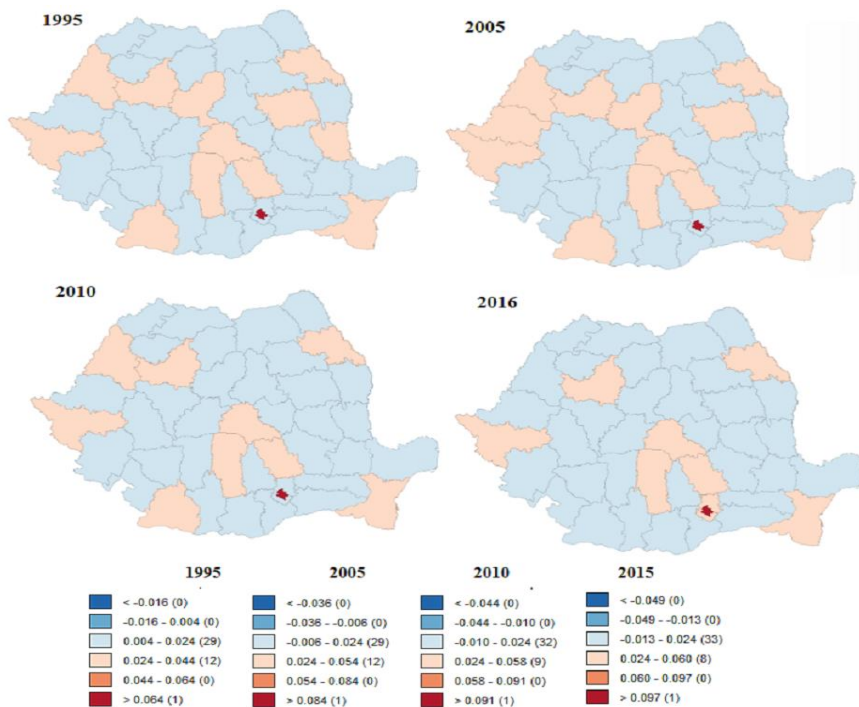 1995
2005
2010
2016
1995 2005 2010 2015
< -0.016 (0) < -0.036 (0) < -0.044 (0) < -0.049 (0)
-0.016 - 0.004 (0) -0.036 - -0.006 (0) -0.044 - -0.010 (0) -0.049 - -0.013 (0)
0.004 - 0.024 (29) -0.006 - 0.024 (29) -0.010 - 0.024 (32) -0.013 - 0.024 (33)
0.024 - 0.044 (12) 0.024 - 0.054 (12) 0.024 - 0.058 (9) 0.024 - 0.060 (8)
0.044 - 0.064 (0) 0.054 - 0.084 (0) 0.058 - 0.091 (0) 0.060 - 0.097 (0)
> 0.064 (1) > 0.084 (1) > 0.091 (1) > 0.097 (1)